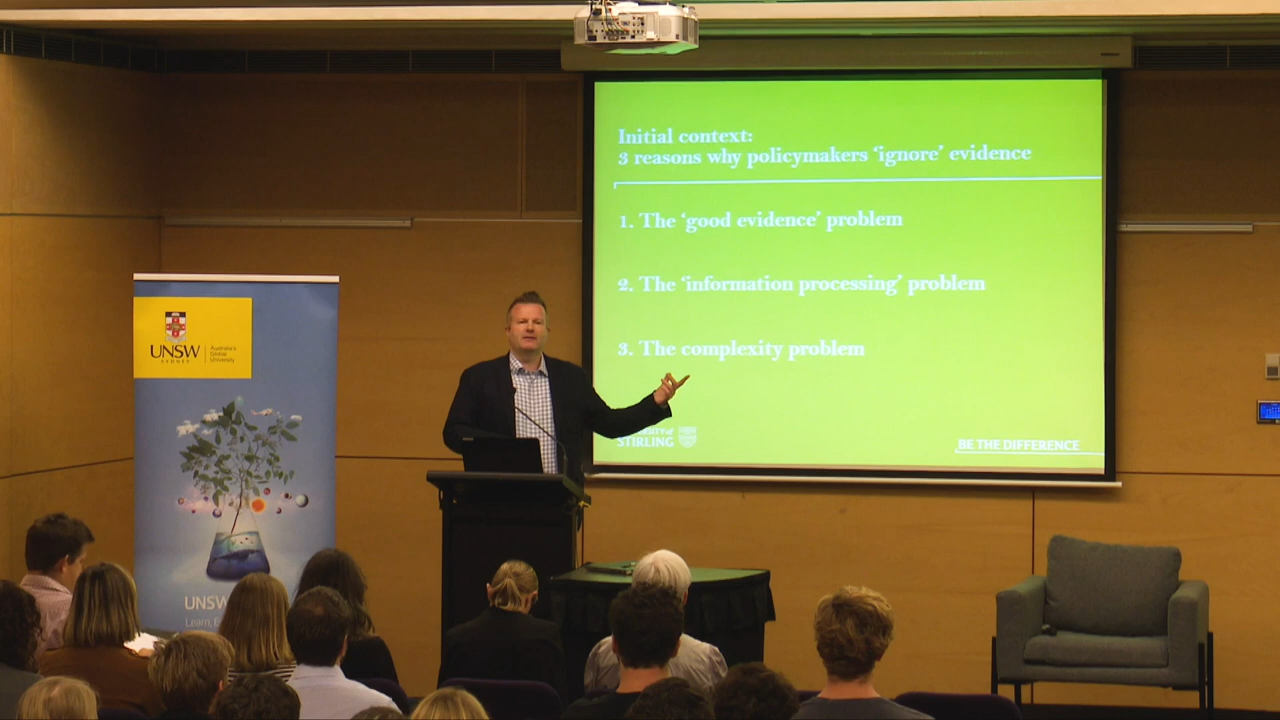 Initial context:
3 reasons why policymakers ‘ignore’ evidence
1. The ‘good evidence’ problem
2. The ‘information processing’ problem
3. The complexity problem
STIRLING
BE THE DIFFERENCE
UNSW
SYDNEY
Australia's
Global
University
UNSW
Learn,